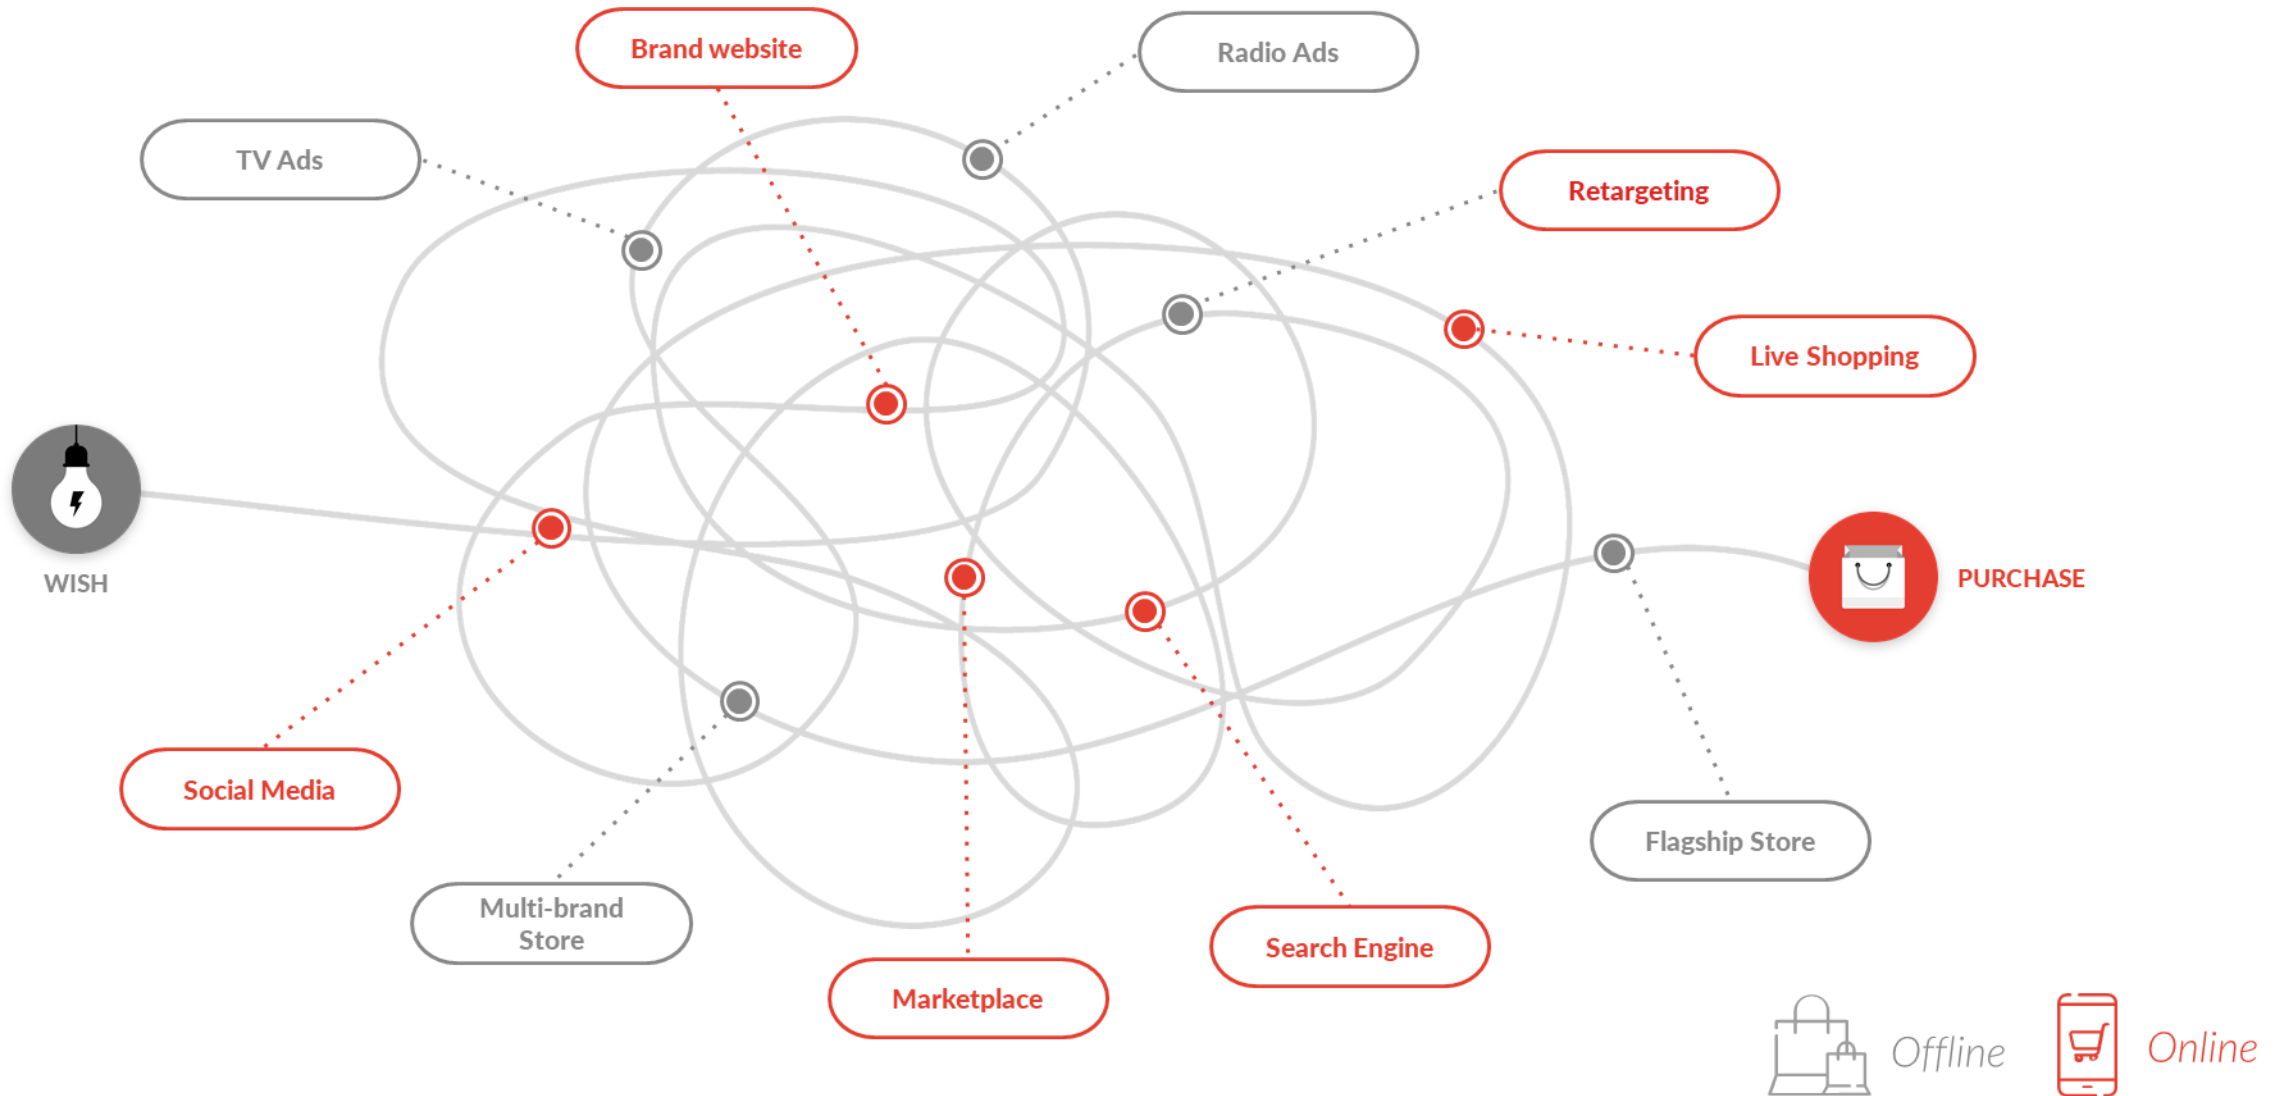 Brand website
Radio Ads
TV Ads
Retargeting
Live Shopping
WISH
PURCHASE
Social Media
Flagship Store
Multi-brand
Store
Search Engine
Marketplace
Offline
Online